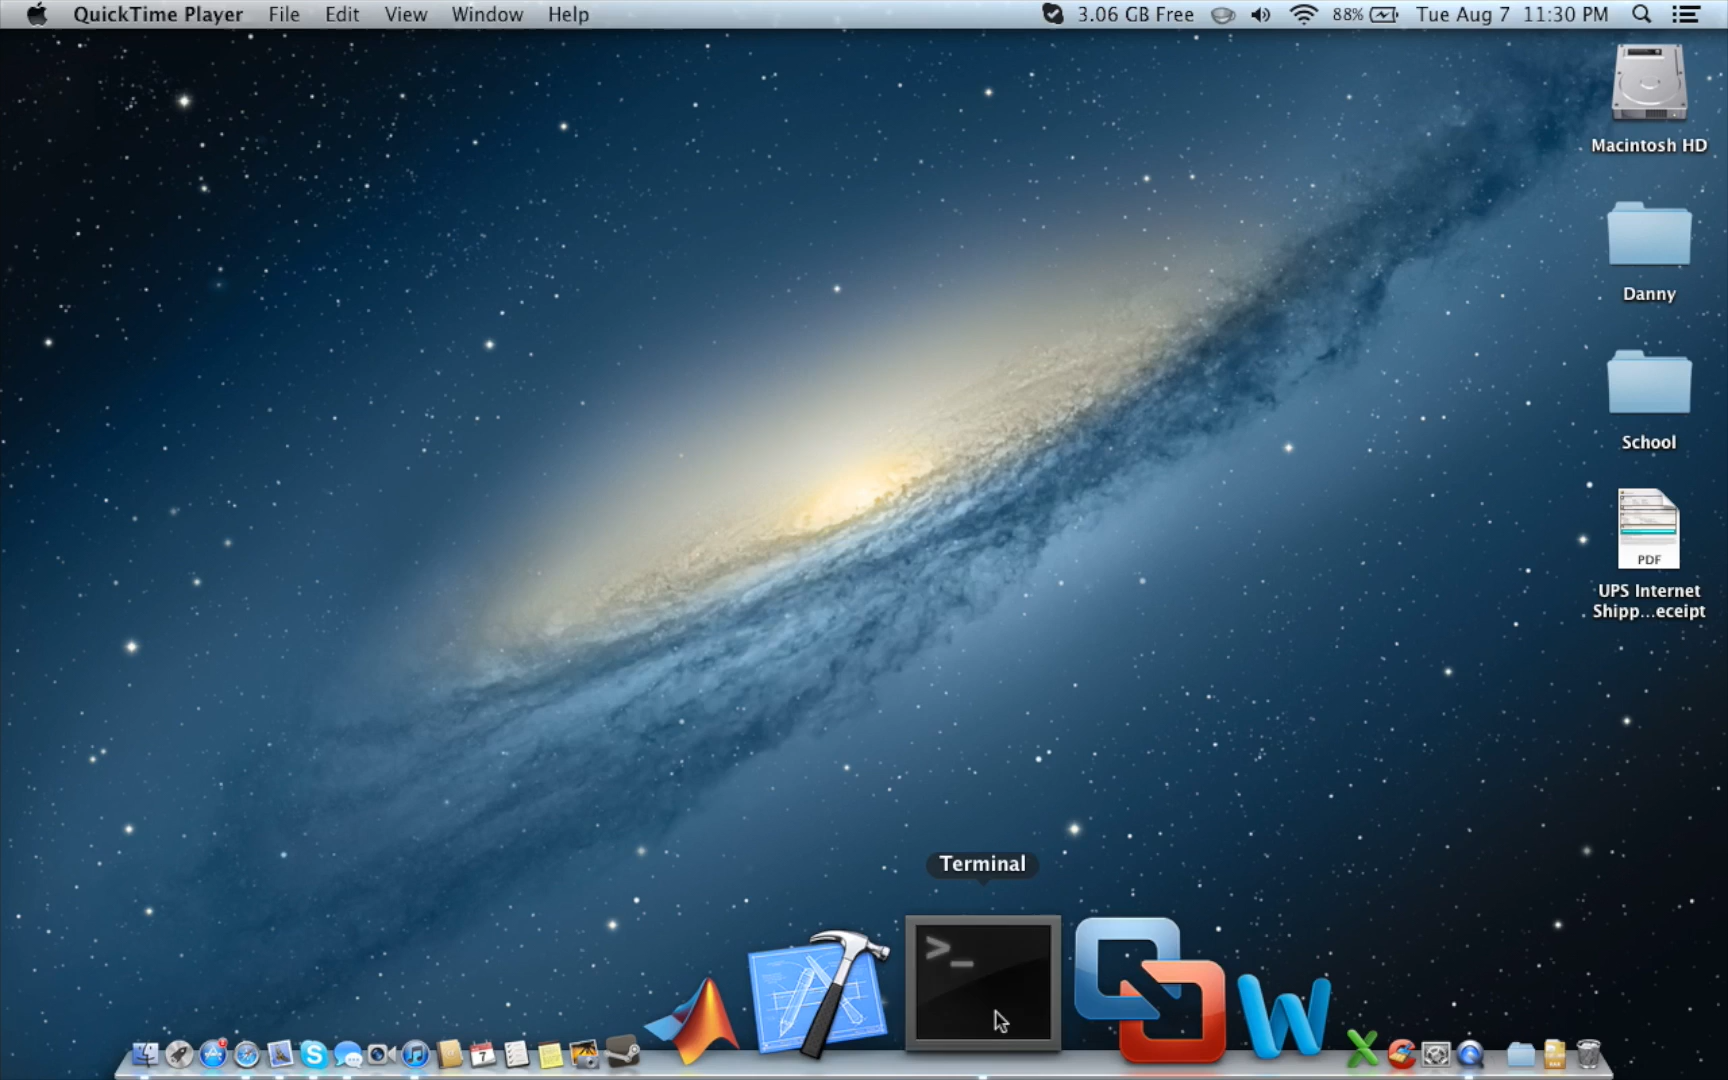 QuickTime Player File Edit View Window Help 3.06 GB Free 88% Tue Aug 7 11:30 PM
Macintosh HD
Danny
School
PDF
UPS Internet
Shipp...eceipt
Terminal
>_
W
7